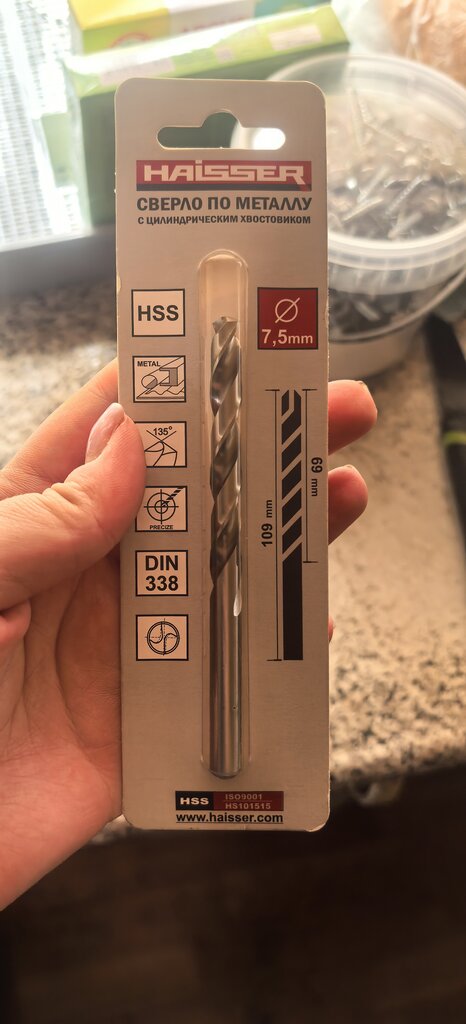 HAISSER
СВЕРЛО ПО МЕТАЛЛУ
С ЦИЛИНДРИЧЕСКИМ ХВОСТОВИКОМ
HSS
Ø
7,5mm
METAL
135°
PRECIZE
DIN
338
109 mm
69 mm
HSS
ISO9001
HS101515
www.haisser.com